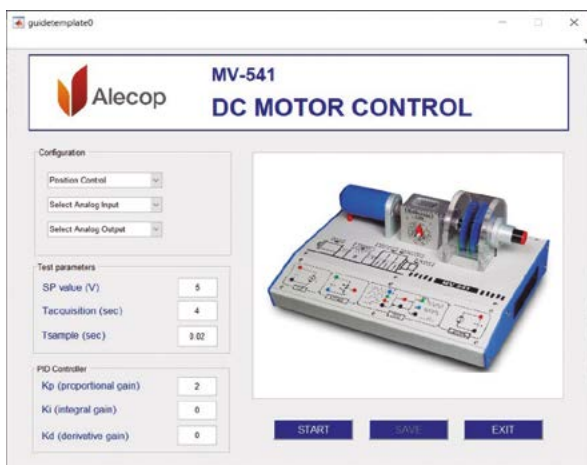 guidetemplate0
MV-541
Alecop
DC MOTOR CONTROL
Configuration
Position Control
Select Analog Input
Select Analog Output
Test parameters
SP value (V) 5
Tacquisition (sec) 4
Tsample (sec) 0.02
PID Controller
Kp (proportional gain) 2
Ki (integral gain) 0
Kd (derivative gain) 0
MV-541
START SAVE EXIT